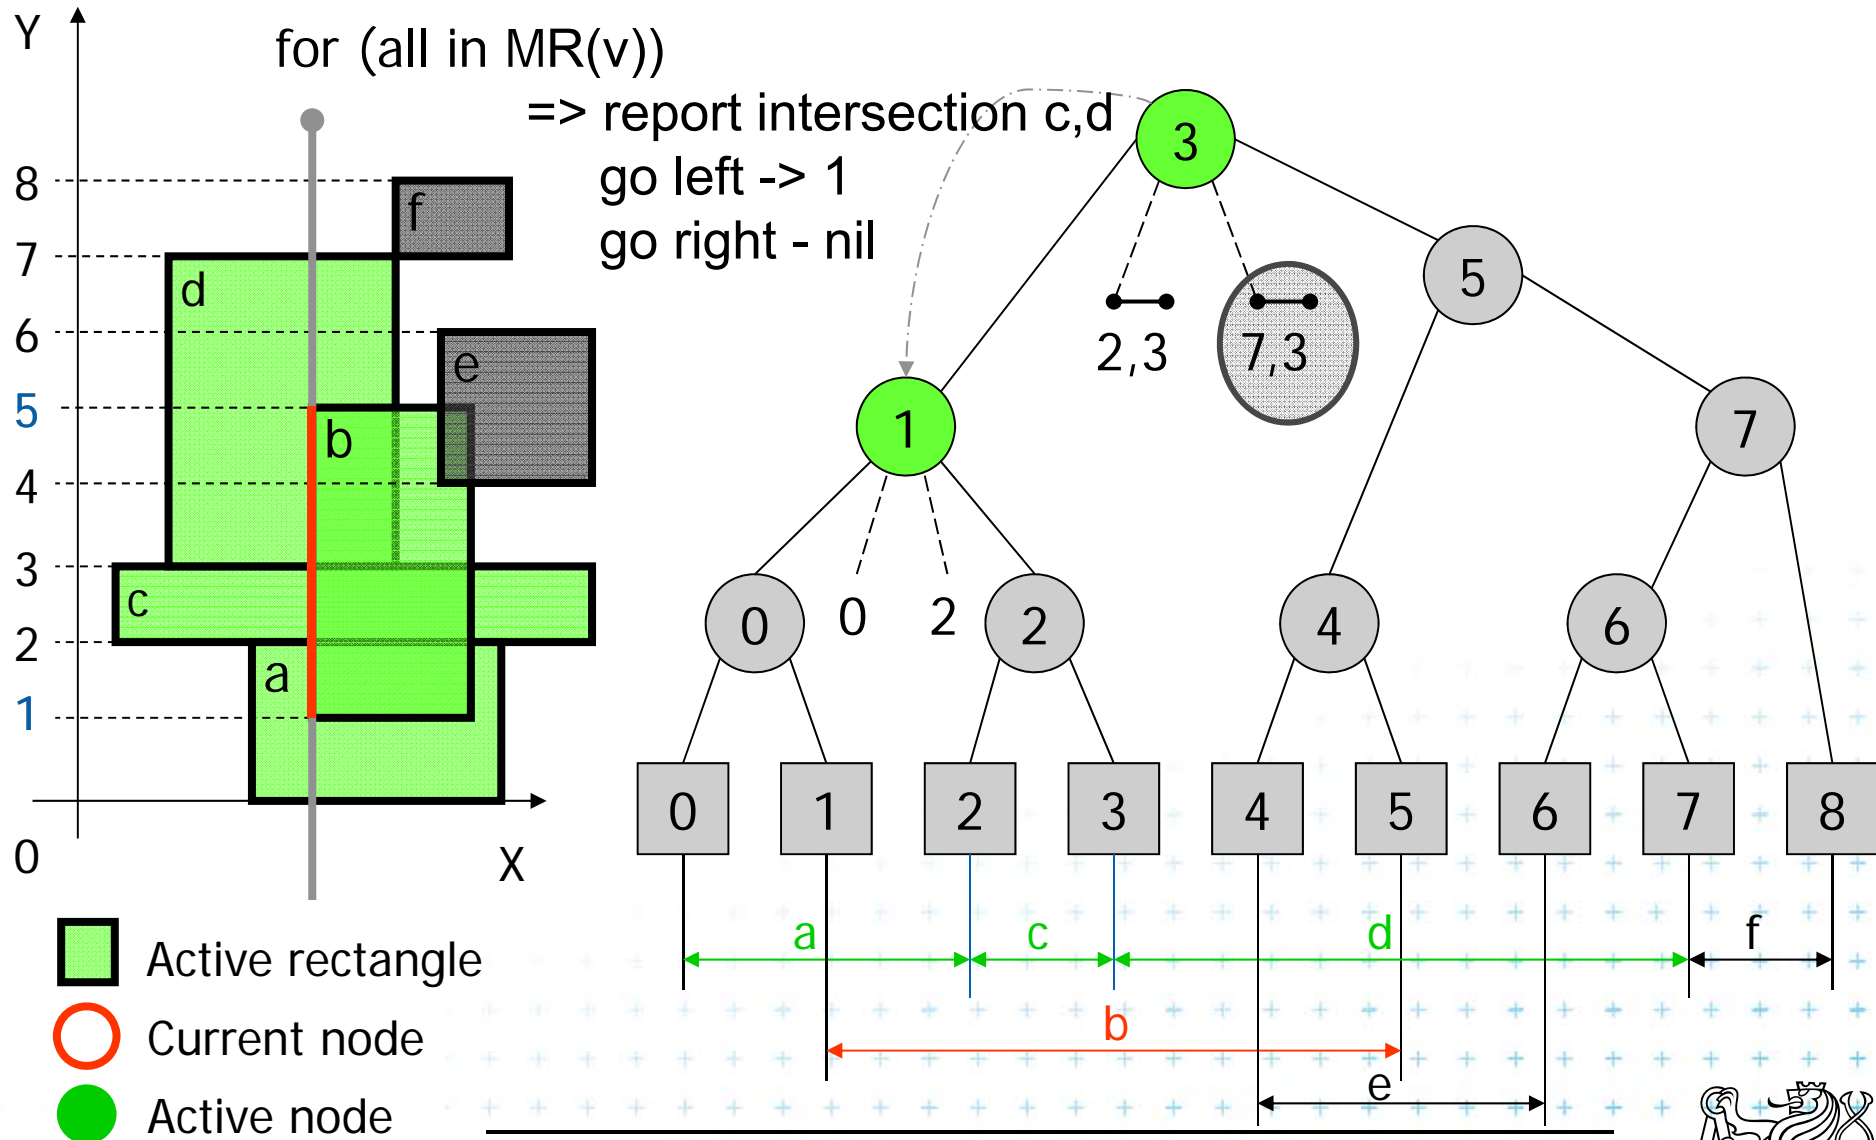 Y
for (all in MR(v))
=> report intersection c,d
go left -> 1
go right - nil
8
7
6
5
4
3
2
1
0
X
f
d
e
b
c
a
3
5
2,3
7,3
1
7
0
0
2
2
4
6
0
1
2
3
4
5
6
7
8
a
c
d
f
b
e
Active rectangle
Current node
Active node